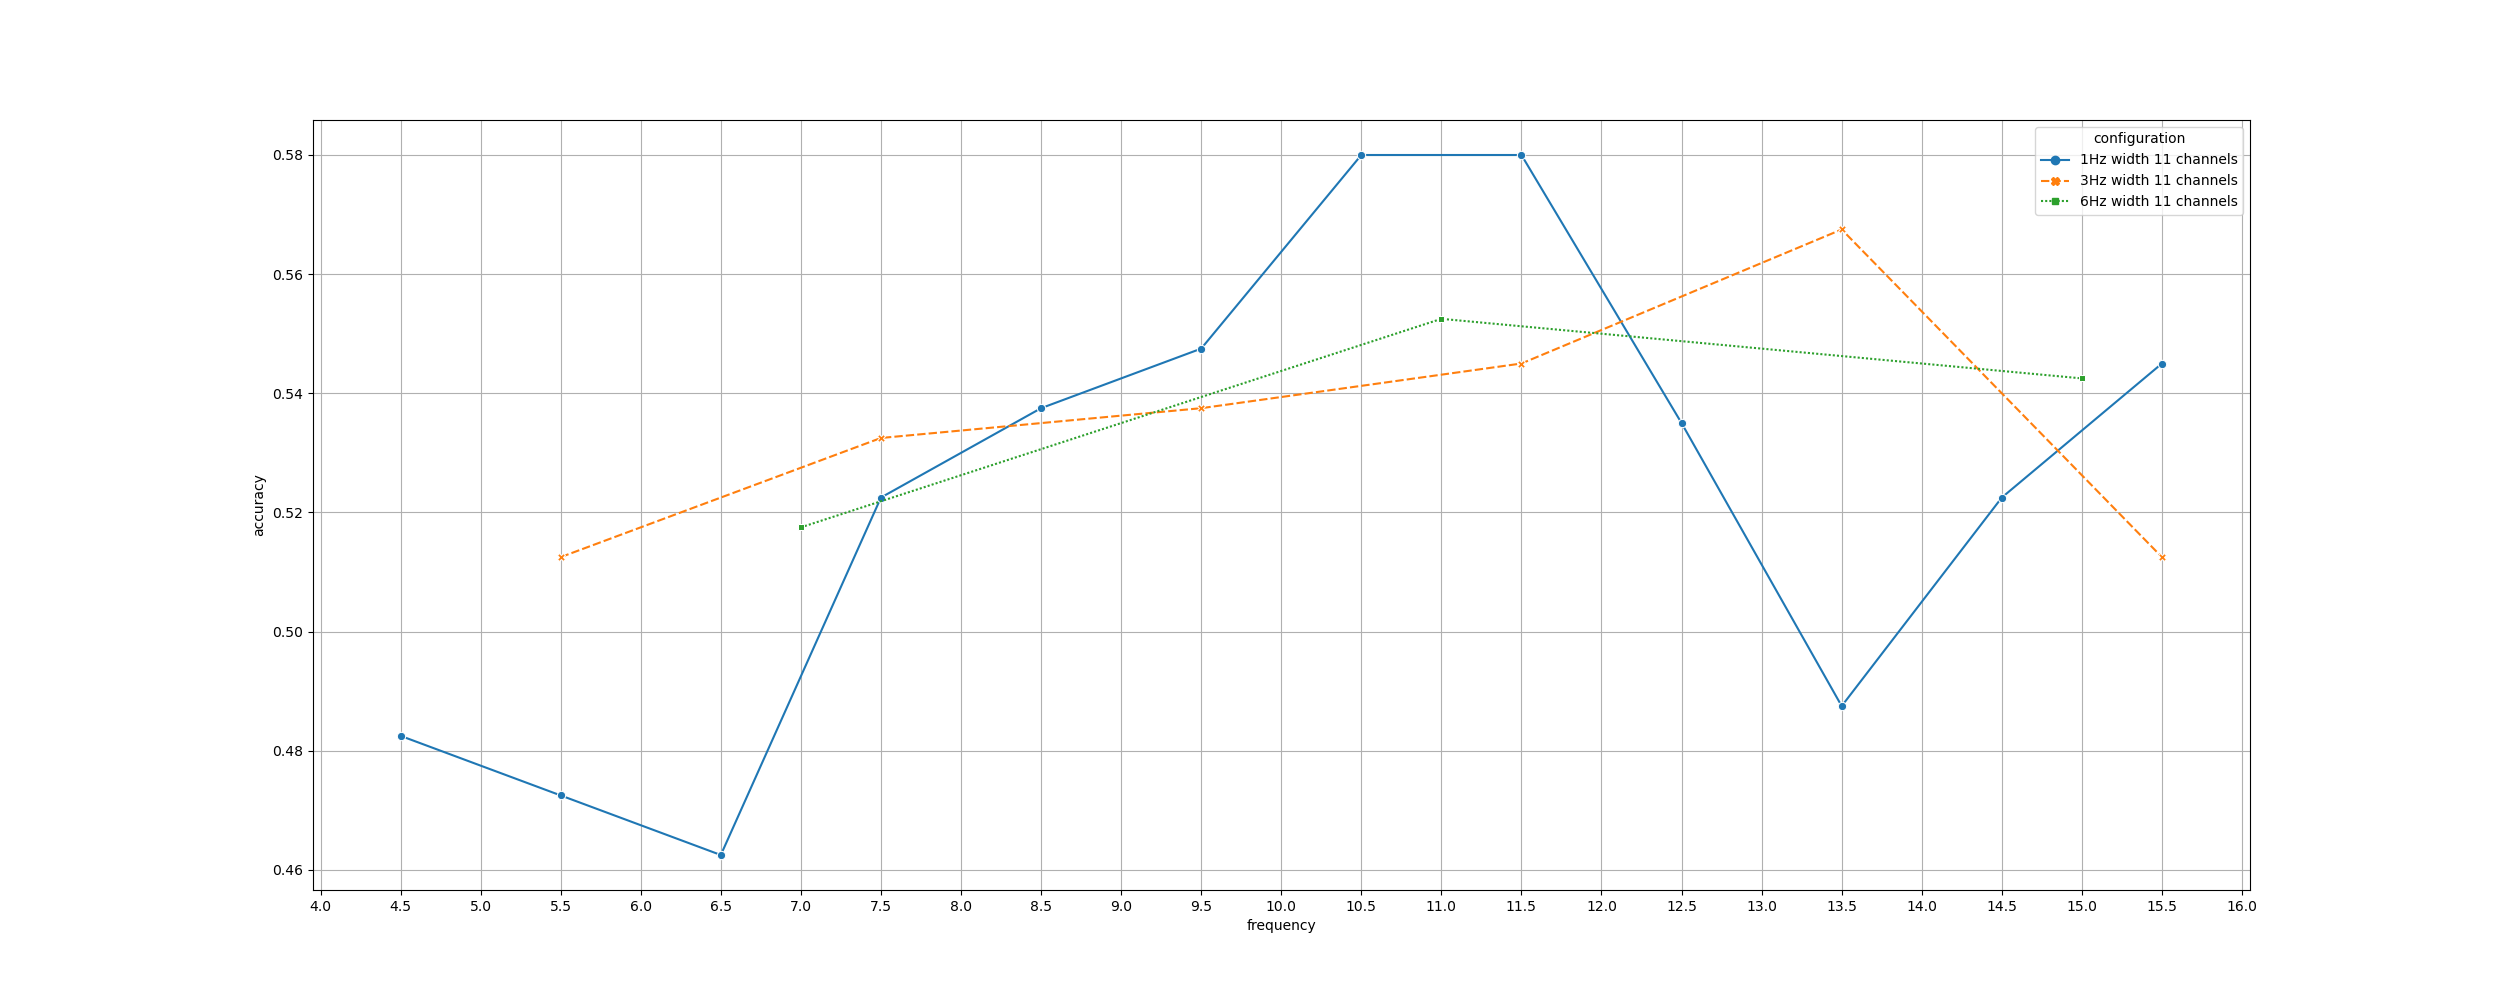 configuration
1Hz width 11 channels
3Hz width 11 channels
6Hz width 11 channels
0.58
0.56
0.54
0.52
0.50
0.48
0.46
accuracy
4.0 4.5 5.0 5.5 6.0 6.5 7.0 7.5 8.0 8.5 9.0 9.5 10.0 10.5 11.0 11.5 12.0 12.5 13.0 13.5 14.0 14.5 15.0 15.5 16.0
frequency